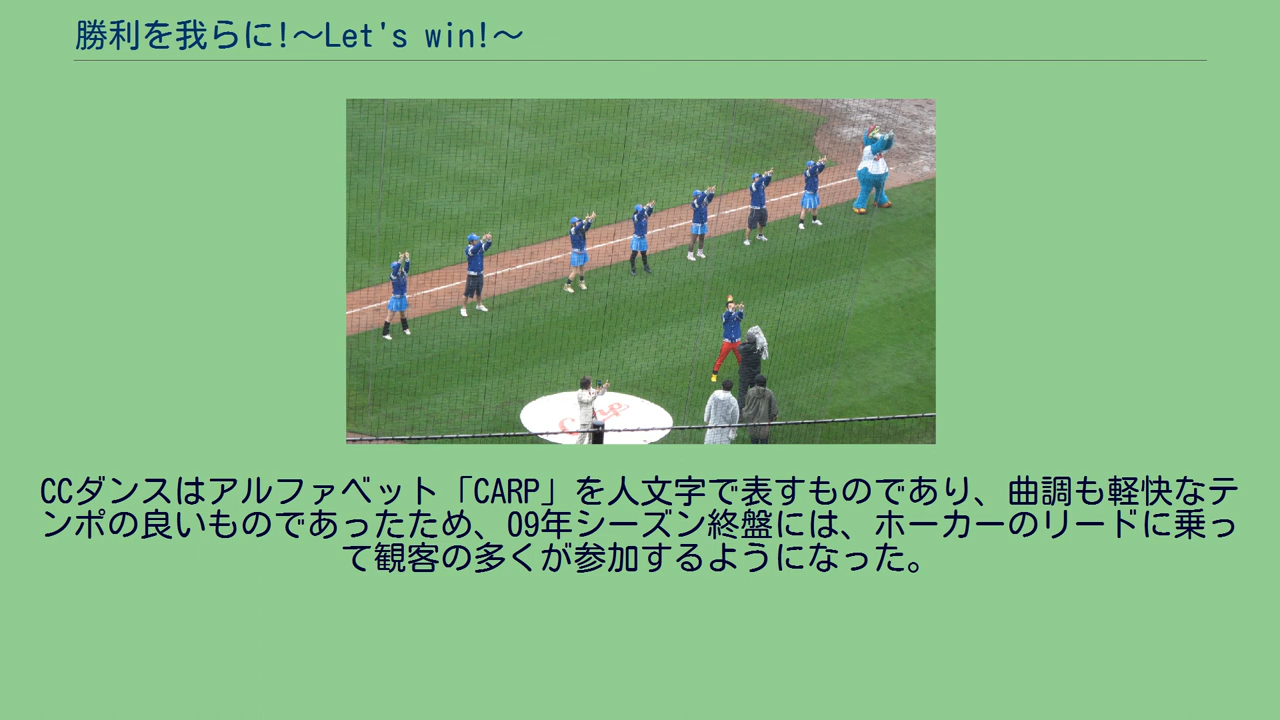 勝利を我らに!～Let's win!～
Carp
CCダンスはアルファベット「CARP」を人文字で表すものであり、曲調も軽快なテ
ンポの良いものであったため、09年シーズン終盤には、ホーカーのリードに乗っ
て観客の多くが参加するようになった。